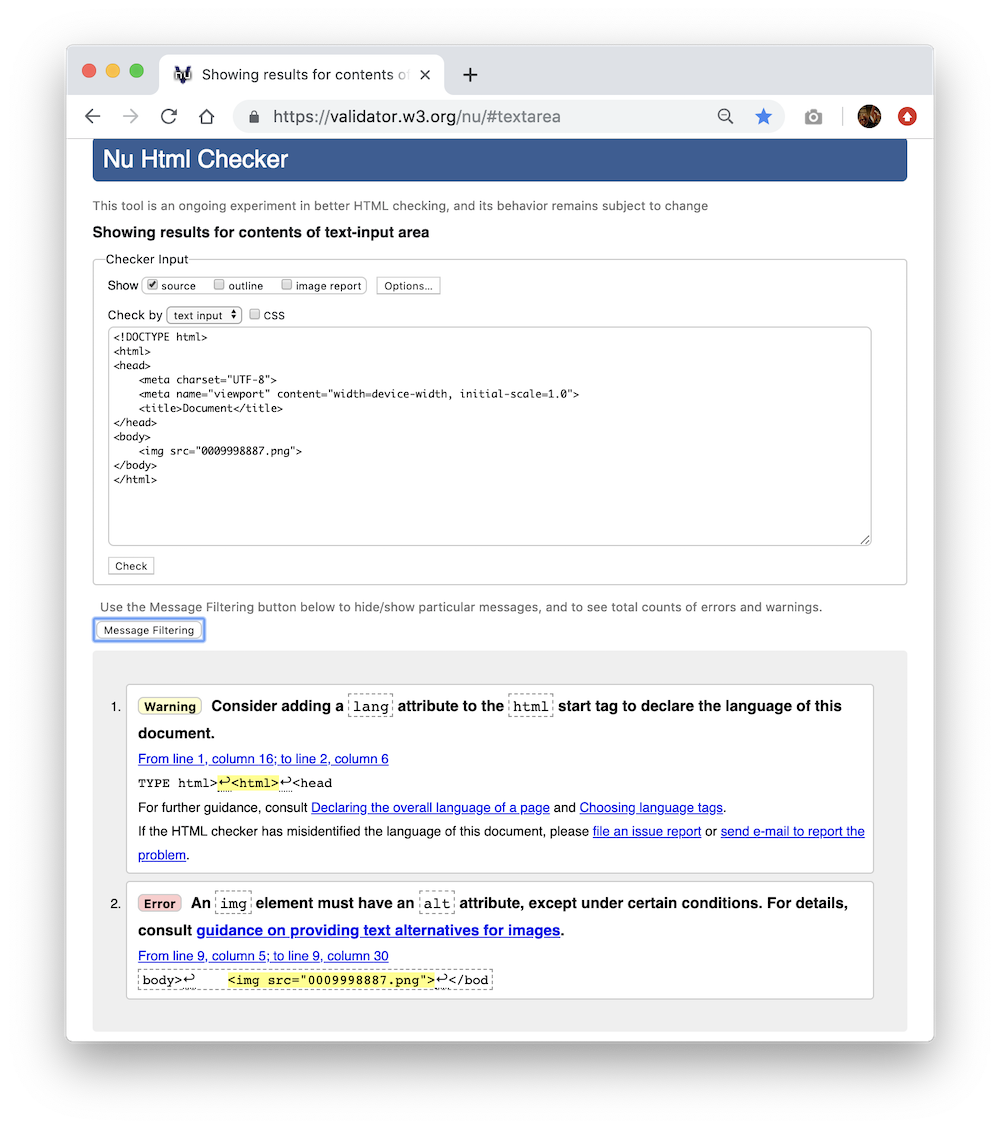 Showing results for contents of
https://validator.w3.org/nu/#textarea
Nu Html Checker
This tool is an ongoing experiment in better HTML checking, and its behavior remains subject to change
Showing results for contents of text-input area
Checker Input
Show source outline image report Options...
Check by text input CSS
<!DOCTYPE html>
<html>
<head>
    <meta charset="UTF-8">
    <meta name="viewport" content="width=device-width, initial-scale=1.0">
    <title>Document</title>
</head>
<body>
    <img src="0009998887.png">
</body>
</html>
Check
Use the Message Filtering button below to hide/show particular messages, and to see total counts of errors and warnings.
Message Filtering
1. Warning Consider adding a lang attribute to the html start tag to declare the language of this
document.
From line 1, column 16; to line 2, column 6
TYPE html>↩<html>↩<head
For further guidance, consult Declaring the overall language of a page and Choosing language tags.
If the HTML checker has misidentified the language of this document, please file an issue report or send e-mail to report the
problem.
2. Error An img element must have an alt attribute, except under certain conditions. For details,
consult guidance on providing text alternatives for images.
From line 9, column 5; to line 9, column 30
body>↩    <img src="0009998887.png">↩</bod